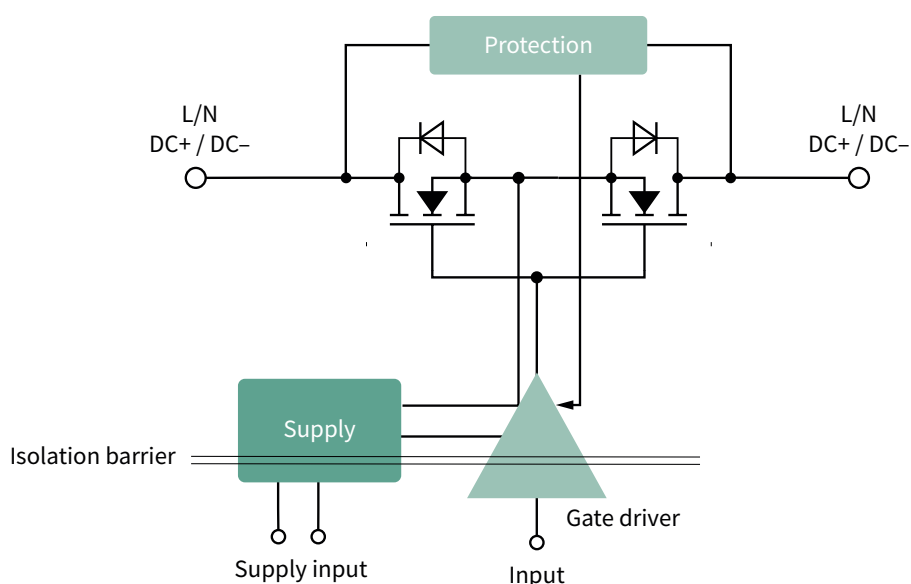 Protection
L/N
DC+ / DC–
L/N
DC+ / DC–
Supply
Isolation barrier
Gate driver
Supply input
Input